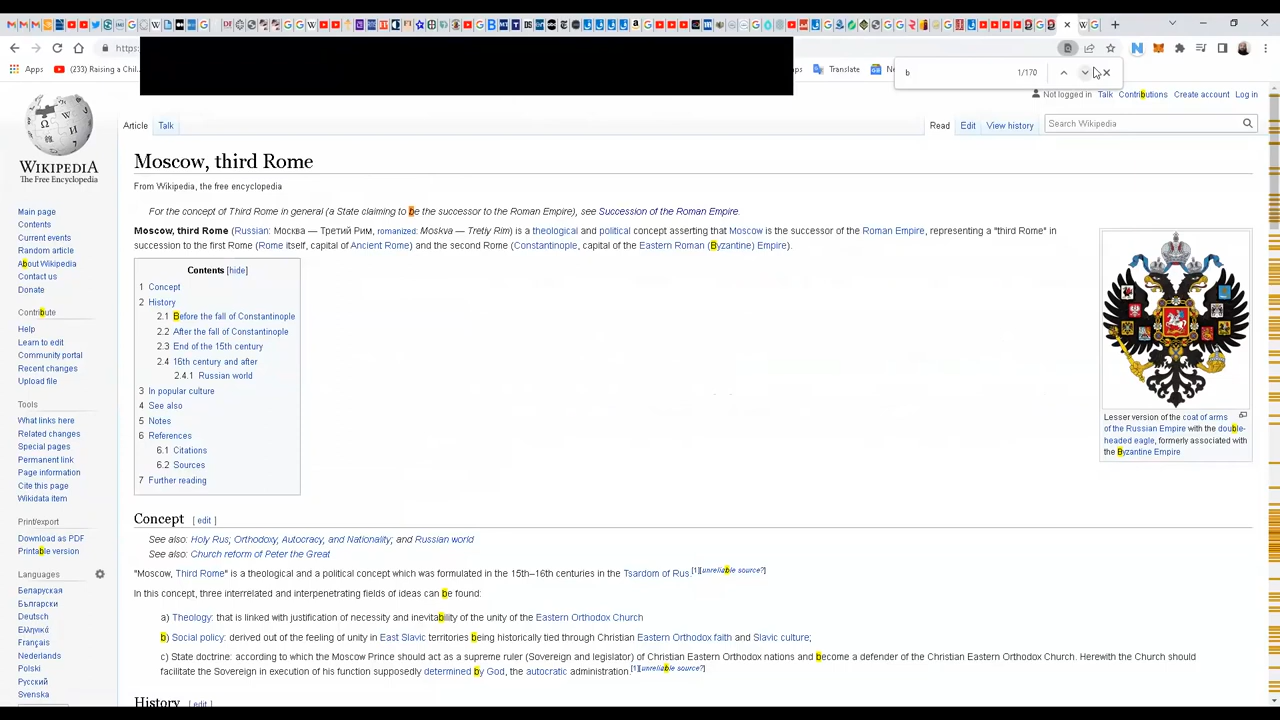 https:
b
1/170
Apps
(233) Raising a Chil...
aps
Translate
Ne
Not logged in Talk Contributions Create account Log in
Article Talk
Read Edit View history
Search Wikipedia
WIKIPEDIA
The Free Encyclopedia
Moscow, third Rome
From Wikipedia, the free encyclopedia
For the concept of Third Rome in general (a State claiming to be the successor to the Roman Empire), see Succession of the Roman Empire.
Moscow, third Rome (Russian: Москва — Третий Рим, romanized: Moskva — Tretiy Rim) is a theological and political concept asserting that Moscow is the successor of the Roman Empire, representing a "third Rome" in
succession to the first Rome (Rome itself, capital of Ancient Rome) and the second Rome (Constantinople, capital of the Eastern Roman (Byzantine) Empire).
Main page
Contents
Current events
Random article
About Wikipedia
Contact us
Donate
Contribute
Help
Learn to edit
Community portal
Recent changes
Upload file
Tools
What links here
Related changes
Special pages
Permanent link
Page information
Cite this page
Wikidata item
Print/export
Download as PDF
Printable version
Languages
Беларуская
Български
Deutsch
Ελληνικά
Français
Nederlands
Polski
Русский
Svenska
Contents [hide]
1 Concept
2 History
2.1 Before the fall of Constantinople
2.2 After the fall of Constantinople
2.3 End of the 15th century
2.4 16th century and after
2.4.1 Russian world
3 In popular culture
4 See also
5 Notes
6 References
6.1 Citations
6.2 Sources
7 Further reading
Lesser version of the coat of arms
of the Russian Empire with the double-
headed eagle, formerly associated with
the Byzantine Empire
Concept [ edit ]
See also: Holy Rus; Orthodoxy, Autocracy, and Nationality; and Russian world
See also: Church reform of Peter the Great
"Moscow, Third Rome" is a theological and a political concept which was formulated in the 15th–16th centuries in the Tsardom of Rus.[1][unreliable source?]
In this concept, three interrelated and interpenetrating fields of ideas can be found:
a) Theology: that is linked with justification of necessity and inevitability of the unity of the Eastern Orthodox Church
b) Social policy: derived out of the feeling of unity in East Slavic territories being historically tied through Christian Eastern Orthodox faith and Slavic culture;
c) State doctrine: according to which the Moscow Prince should act as a supreme ruler (Sovereign and legislator) of Christian Eastern Orthodox nations and become a defender of the Christian Eastern Orthodox Church. Herewith the Church should
facilitate the Sovereign in execution of his function supposedly determined by God, the autocratic administration.[1][unreliable source?]
History [ edit ]